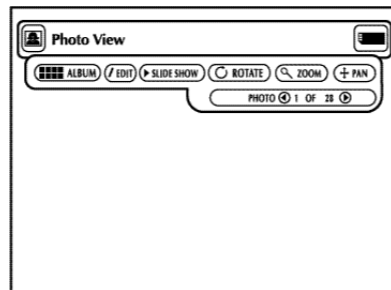 Photo View
ALBUM EDIT SLIDE SHOW ROTATE ZOOM PAN
PHOTO 1 OF 28